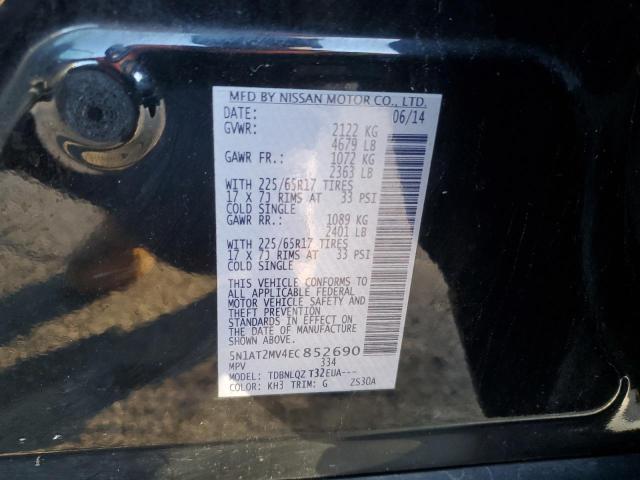 MFD BY NISSAN MOTOR CO., LTD.
DATE: 06/14
GVWR: 2122 KG
4679 LB
GAWR FR.: 1072 KG
2363 LB
WITH 225/65R17 TIRES
17 X 7J RIMS AT 33 PSI
COLD SINGLE
GAWR RR.: 1089 KG
2401 LB
WITH 225/65R17 TIRES
17 X 7J RIMS AT 33 PSI
COLD SINGLE
THIS VEHICLE CONFORMS TO
ALL APPLICABLE FEDERAL
MOTOR VEHICLE SAFETY AND
THEFT PREVENTION
STANDARDS IN EFFECT ON THE
DATE OF MANUFACTURE
SHOWN ABOVE.
5N1AT2MV4EC852690
MPV 334
MODEL: TDBNLQZ T32EUA---
COLOR: KH3 TRIM: G ZS30A